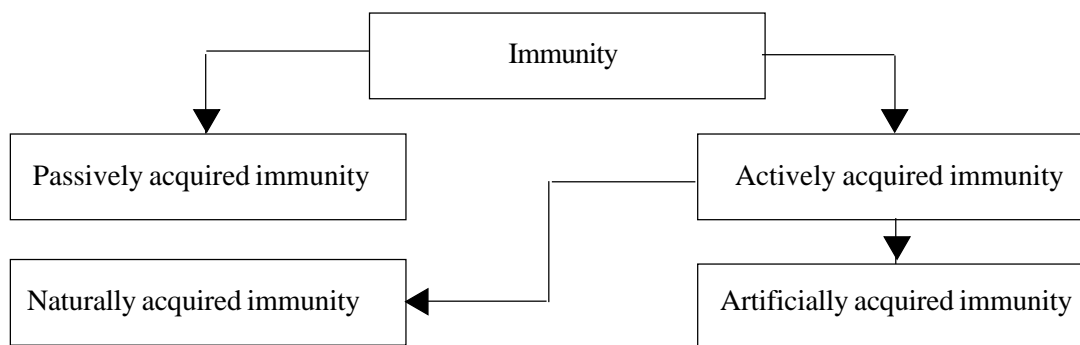 Immunity
Passively acquired immunity
Actively acquired immunity
Naturally acquired immunity
Artificially acquired immunity